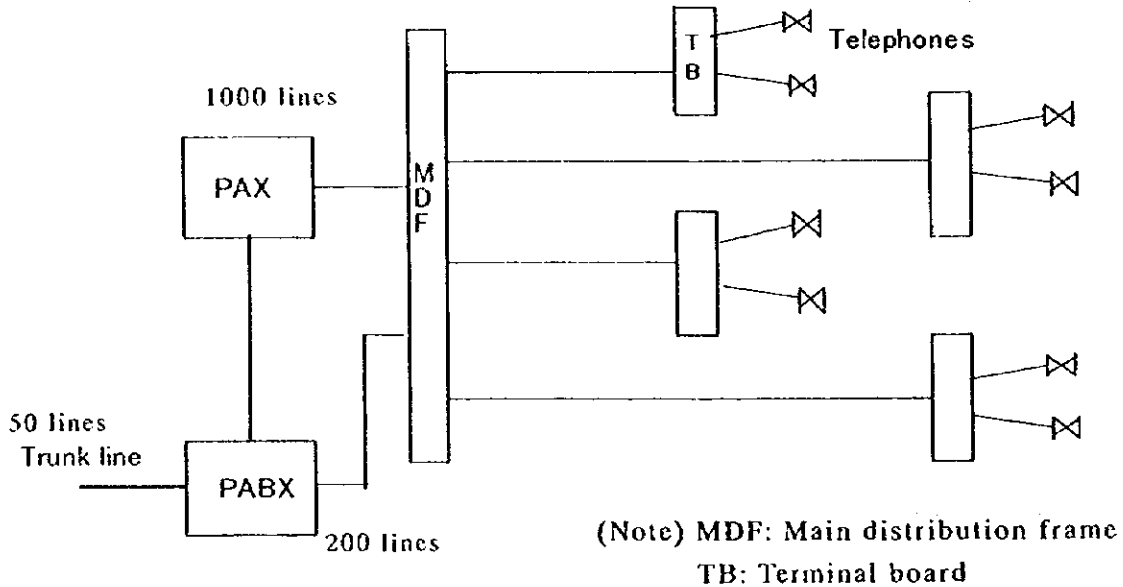 T
B
Telephones
1000 lines
PAX
M
D
F
50 lines
Trunk line
PABX
200 lines
(Note) MDF: Main distribution frame
TB: Terminal board